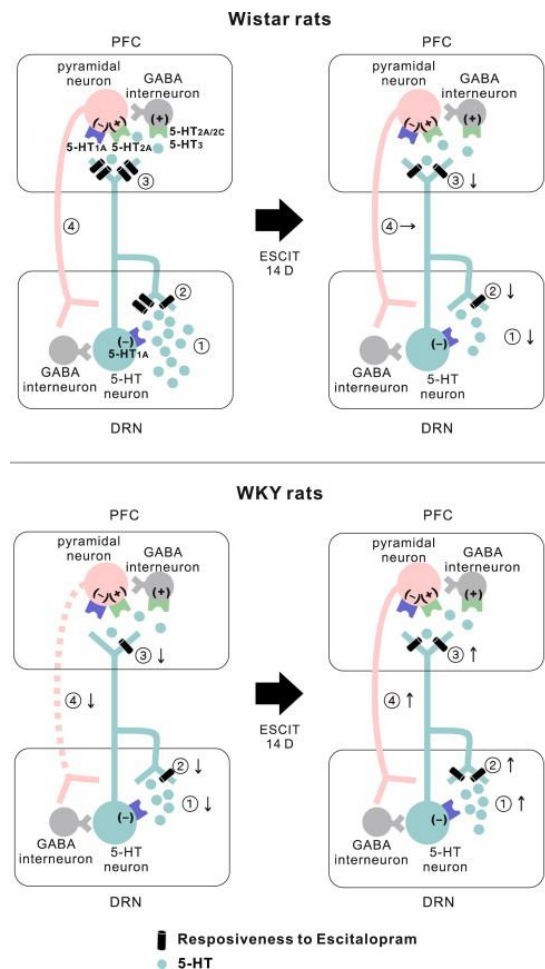 Wistar rats
PFC
PFC
pyramidal
neuron
GABA
interneuron
(-)
(+)
(+)
5-HT1A
5-HT2A
5-HT2A/2C
5-HT3
③
④
②
①
(-)
5-HT1A
GABA
interneuron
5-HT
neuron
DRN
ESCIT
14 D
pyramidal
neuron
GABA
interneuron
(-)
(+)
(+)
③ ↓
④ →
② ↓
① ↓
(-)
GABA
interneuron
5-HT
neuron
DRN
WKY rats
PFC
PFC
pyramidal
neuron
GABA
interneuron
(-)
(+)
(+)
③ ↓
④ ↓
② ↓
① ↓
(-)
GABA
interneuron
5-HT
neuron
DRN
ESCIT
14 D
pyramidal
neuron
GABA
interneuron
(-)
(+)
(+)
③ ↑
④ ↑
② ↑
① ↑
(-)
GABA
interneuron
5-HT
neuron
DRN
Resposiveness to Escitalopram
5-HT